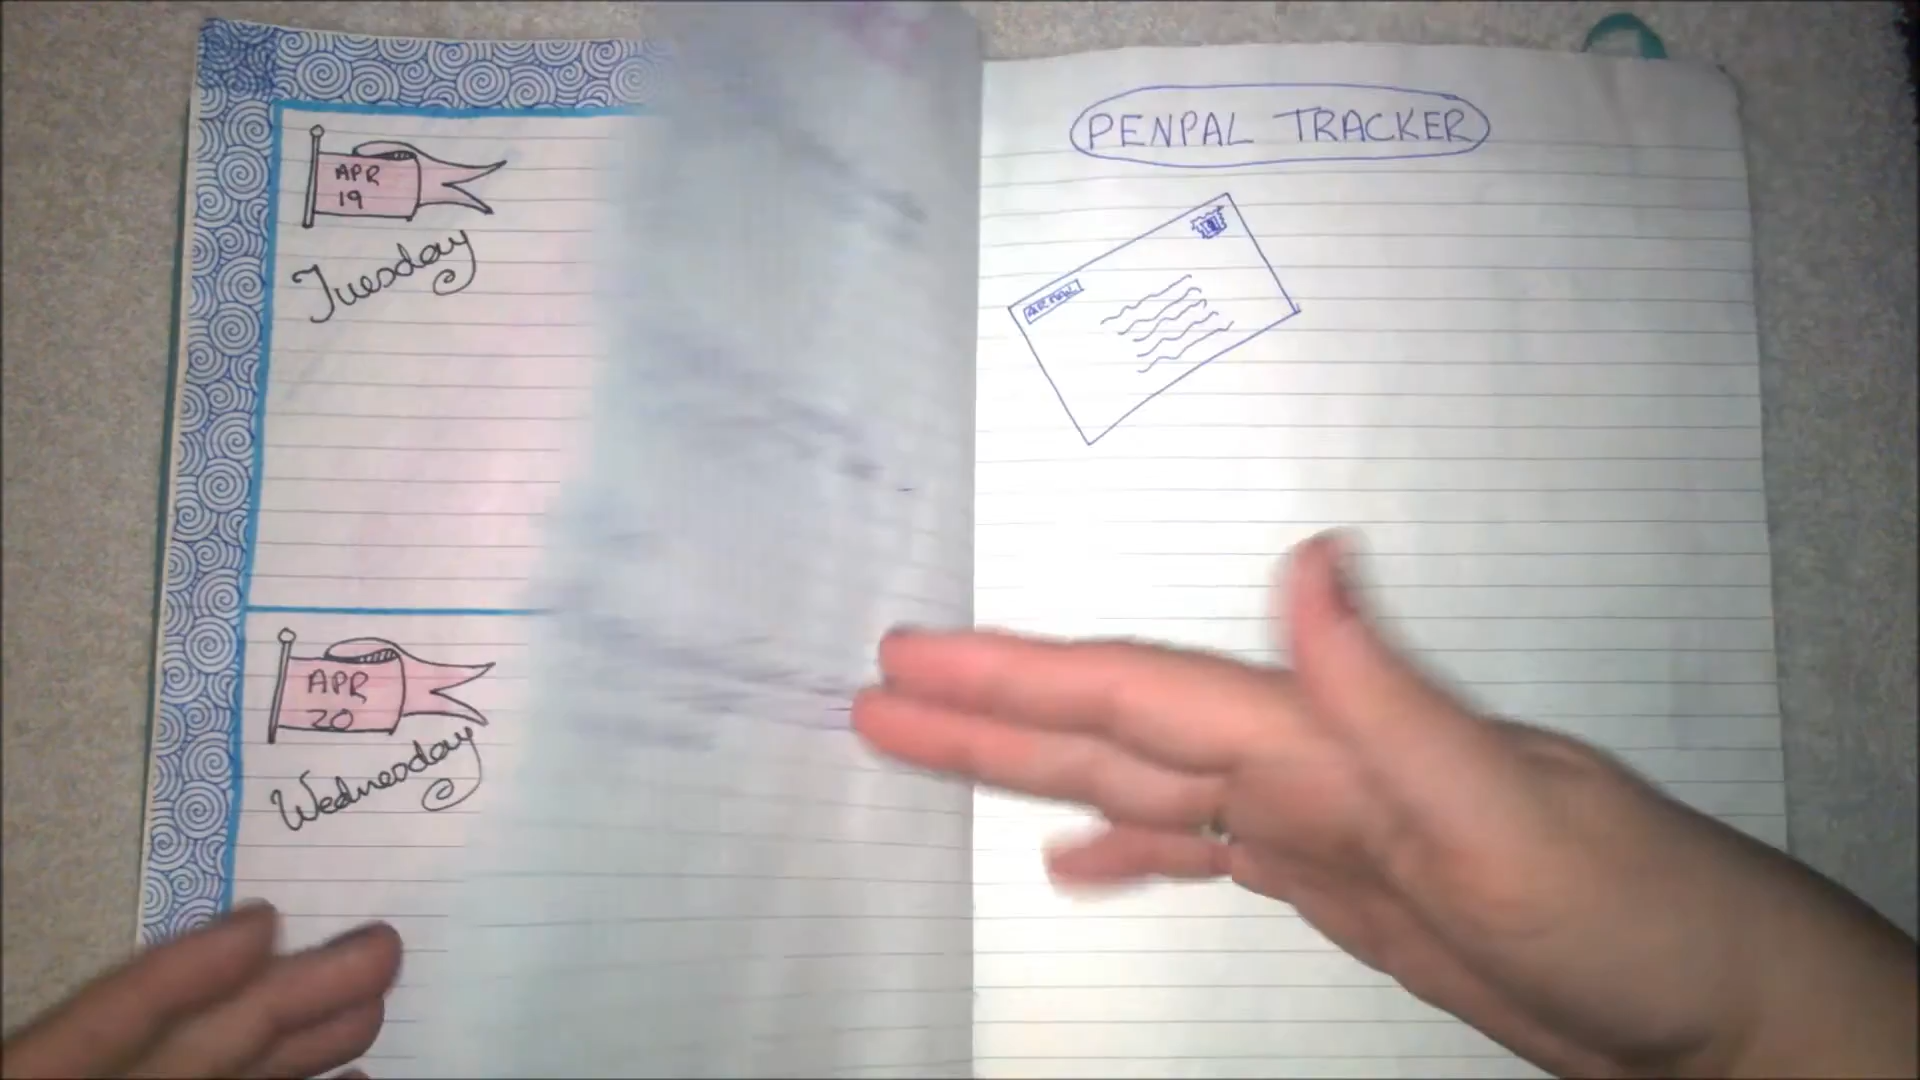 APR
19
Tuesday
APR
20
Wednesday
PENPAL TRACKER
AIR MAIL